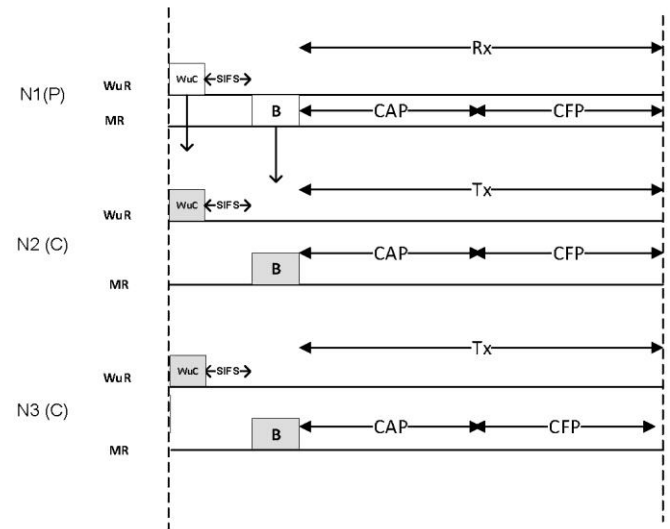 Rx
WuC
SIFS
WuR
N1(P)
B
CAP
CFP
MR
Tx
WuC
SIFS
WuR
N2 (C)
CAP
CFP
B
MR
Tx
WuC
SIFS
WuR
N3 (C)
CAP
CFP
B
MR